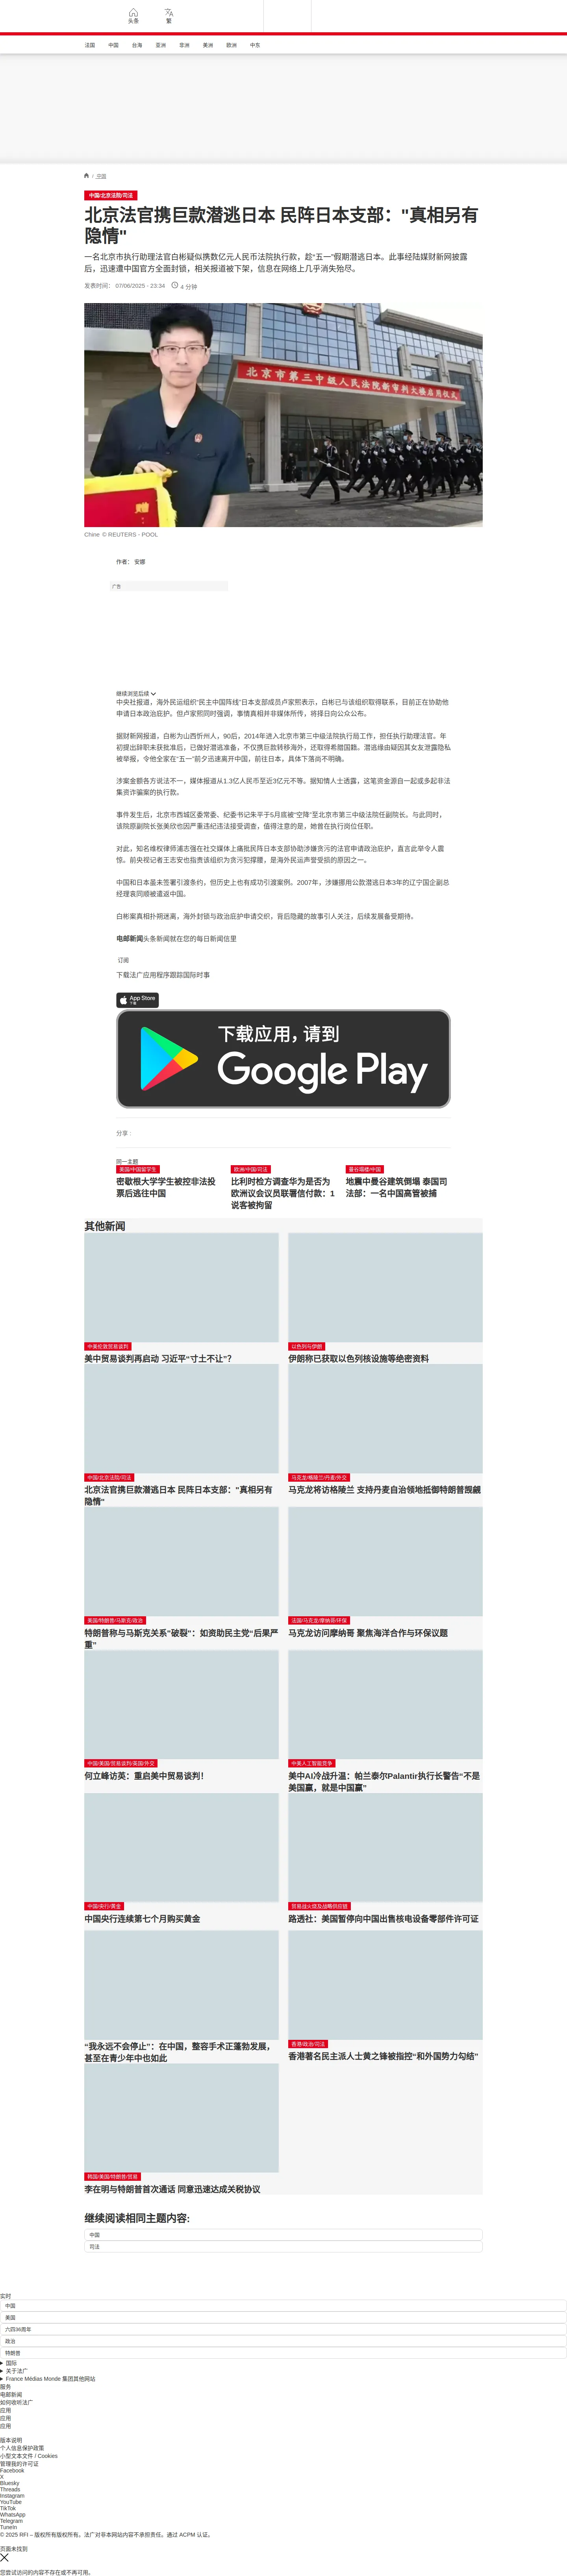 头条
繁
法国 中国 台海 亚洲 非洲 美洲 欧洲 中东
/ 中国
中国/北京法院/司法
北京法官携巨款潜逃日本 民阵日本支部："真相另有
隐情"
一名北京市执行助理法官白彬疑似携数亿元人民币法院执行款，趁“五一”假期潜逃日本。此事经陆媒财新网披露
后，迅速遭中国官方全面封锁，相关报道被下架，信息在网络上几乎消失殆尽。
发表时间： 07/06/2025 - 23:34 4 分钟
北京市第三中级人民法院新审判大楼启用仪式
Chine © REUTERS - POOL
作者： 安娜
广告
继续浏览后续
中央社报道，海外民运组织“民主中国阵线”日本支部成员卢家熙表示，白彬已与该组织取得联系，目前正在协助他
申请日本政治庇护。但卢家熙同时强调，事情真相并非媒体所传，将择日向公众公布。
据财新网报道，白彬为山西忻州人，90后，2014年进入北京市第三中级法院执行局工作，担任执行助理法官。年
初提出辞职未获批准后，已做好潜逃准备，不仅携巨款转移海外，还取得希腊国籍。潜逃缘由疑因其女友泄露隐私
被举报，令他全家在“五一”前夕迅速离开中国，前往日本，具体下落尚不明确。
涉案金额各方说法不一，媒体报道从1.3亿人民币至近3亿元不等。据知情人士透露，这笔资金源自一起或多起非法
集资诈骗案的执行款。
事件发生后，北京市西城区委常委、纪委书记朱平于5月底被“空降”至北京市第三中级法院任副院长。与此同时，
该院原副院长张美欣也因严重违纪违法接受调查，值得注意的是，她曾在执行岗位任职。
对此，知名维权律师浦志强在社交媒体上痛批民阵日本支部协助涉嫌贪污的法官申请政治庇护，直言此举令人震
惊。前央视记者王志安也指责该组织为贪污犯撑腰，是海外民运声誉受损的原因之一。
中国和日本虽未签署引渡条约，但历史上也有成功引渡案例。2007年，涉嫌挪用公款潜逃日本3年的辽宁国企副总
经理袁同顺被遣返中国。
白彬案真相扑朔迷离，海外封锁与政治庇护申请交织，背后隐藏的故事引人关注，后续发展备受期待。
电邮新闻头条新闻就在您的每日新闻信里
订阅
下载法广应用程序跟踪国际时事
App Store
下载应用，请到
Google Play
分享 :
同一主题
美国/中国留学生
密歇根大学学生被控非法投
票后逃往中国
欧洲/中国/司法
比利时检方调查华为是否为
欧洲议会议员联署信付款：1
说客被拘留
曼谷塌楼/中国
地震中曼谷建筑倒塌 泰国司
法部：一名中国高管被捕
其他新闻
中美伦敦贸易谈判
美中贸易谈判再启动 习近平“寸土不让”？
以色列与伊朗
伊朗称已获取以色列核设施等绝密资料
中国/北京法院/司法
北京法官携巨款潜逃日本 民阵日本支部："真相另有
隐情"
马克龙/格陵兰/丹麦/外交
马克龙将访格陵兰 支持丹麦自治领地抵御特朗普觊觎
美国/特朗普/马斯克/政治
特朗普称与马斯克关系"破裂"：如资助民主党“后果严
重”
法国/马克龙/摩纳哥/环保
马克龙访问摩纳哥 聚焦海洋合作与环保议题
中国/美国/贸易谈判/英国/外交
何立峰访英：重启美中贸易谈判！
中美人工智能竞争
美中AI冷战升温：帕兰泰尔Palantir执行长警告“不是
美国赢，就是中国赢”
中国/央行/黄金
中国央行连续第七个月购买黄金
贸易战火烧及战略供应链
路透社：美国暂停向中国出售核电设备零部件许可证
“我永远不会停止”：在中国，整容手术正蓬勃发展，
甚至在青少年中也如此
香港/政治/司法
香港著名民主派人士黄之锋被指控“和外国势力勾结”
韩国/美国/特朗普/贸易
李在明与特朗普首次通话 同意迅速达成关税协议
继续阅读相同主题内容:
中国
司法
实时
中国
美国
六四36周年
政治
特朗普
国际
关于法广
France Médias Monde 集团其他网站
服务
电邮新闻
如何收听法广
应用
应用
应用
版本说明
个人信息保护政策
小型文本文件 / Cookies
管理我的许可证
Facebook
X
Bluesky
Threads
Instagram
YouTube
TikTok
WhatsApp
Telegram
TuneIn
© 2025 RFI – 版权所有版权所有。法广对非本网站内容不承担责任。通过 ACPM 认证。
页面未找到
您尝试访问的内容不存在或不再可用。